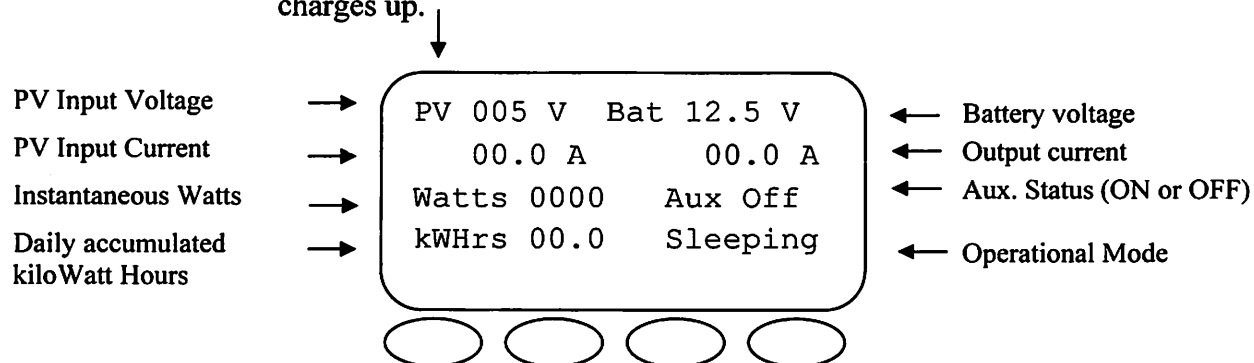 charges up.
PV Input Voltage
PV Input Current
Instantaneous Watts
Daily accumulated
kiloWatt Hours
PV 005 V Bat 12.5 V
00.0 A 00.0 A
Watts 0000 Aux Off
kWHrs 00.0 Sleeping
Battery voltage
Output current
Aux. Status (ON or OFF)
Operational Mode